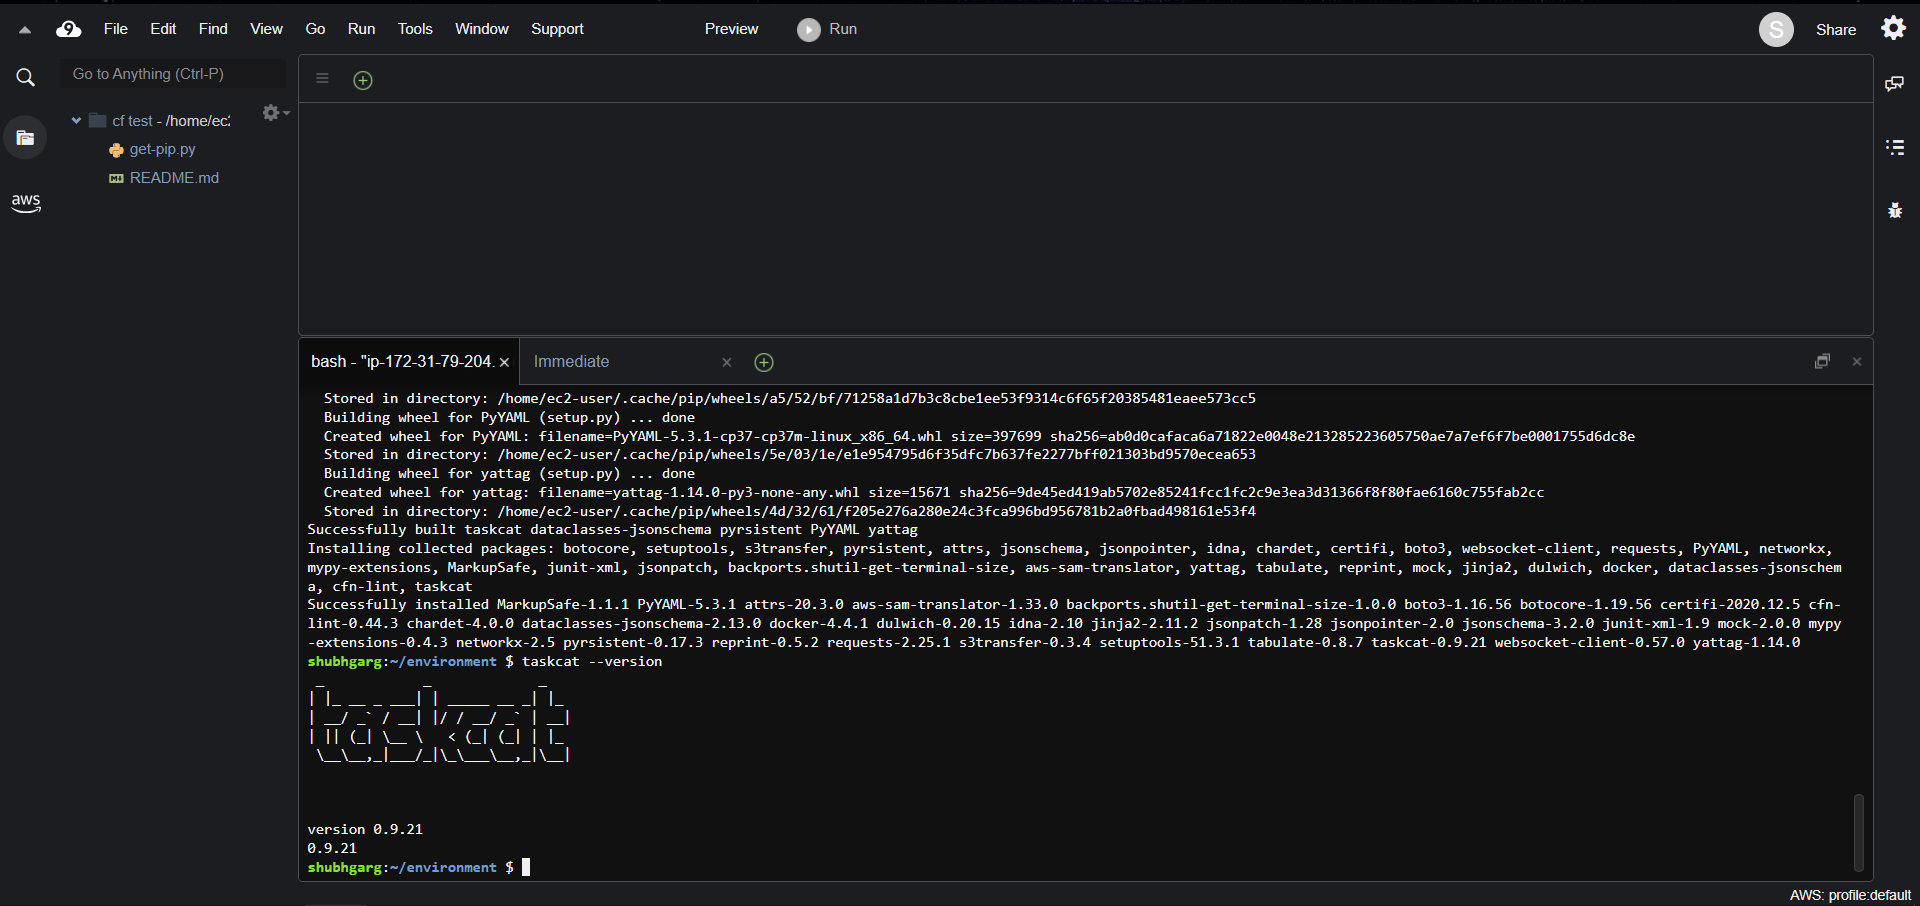 File Edit Find View Go Run Tools Window Support Preview Run S Share
Go to Anything (Ctrl-P)
cf test - /home/ec2
get-pip.py
README.md
aws
bash - "ip-172-31-79-204. Immediate
Stored in directory: /home/ec2-user/.cache/pip/wheels/a5/52/bf/71258a1d7b3c8cbe1ee53f9314c6f65f20385481eaee573cc5
Building wheel for PyYAML (setup.py) ... done
Created wheel for PyYAML: filename=PyYAML-5.3.1-cp37-cp37m-linux_x86_64.whl size=397699 sha256=ab0d0cafaca6a71822e0048e213285223605750ae7a7ef6f7be0001755d6dc8e
Stored in directory: /home/ec2-user/.cache/pip/wheels/5e/03/1e/e1e954795d6f35dfc7b637fe2277bff021303bd9570ecea653
Building wheel for yattag (setup.py) ... done
Created wheel for yattag: filename=yattag-1.14.0-py3-none-any.whl size=15671 sha256=9de45ed419ab5702e85241fcc1fc2c9e3ea3d31366f8f80fae6160c755fab2cc
Stored in directory: /home/ec2-user/.cache/pip/wheels/4d/32/61/f205e276a280e24c3fca996bd956781b2a0fbad498161e53f4
Successfully built taskcat dataclasses-jsonschema pyrsistent PyYAML yattag
Installing collected packages: botocore, setuptools, s3transfer, pyrsistent, attrs, jsonschema, jsonpointer, idna, chardet, certifi, boto3, websocket-client, requests, PyYAML, networkx,
mypy-extensions, MarkupSafe, junit-xml, jsonpatch, backports.shutil-get-terminal-size, aws-sam-translator, yattag, tabulate, reprint, mock, jinja2, dulwich, docker, dataclasses-jsonschem
a, cfn-lint, taskcat
Successfully installed MarkupSafe-1.1.1 PyYAML-5.3.1 attrs-20.3.0 aws-sam-translator-1.33.0 backports.shutil-get-terminal-size-1.0.0 boto3-1.16.56 botocore-1.19.56 certifi-2020.12.5 cfn-
lint-0.44.3 chardet-4.0.0 dataclasses-jsonschema-2.13.0 docker-4.4.1 dulwich-0.20.15 idna-2.10 jinja2-2.11.2 jsonpatch-1.28 jsonpointer-2.0 jsonschema-3.2.0 junit-xml-1.9 mock-2.0.0 mypy
-extensions-0.4.3 networkx-2.5 pyrsistent-0.17.3 reprint-0.5.2 requests-2.25.1 s3transfer-0.3.4 setuptools-51.3.1 tabulate-0.8.7 taskcat-0.9.21 websocket-client-0.57.0 yattag-1.14.0
shubhgarg:~/environment $ taskcat --version
taskcat
version 0.9.21
0.9.21
shubhgarg:~/environment $
AWS: profile:default